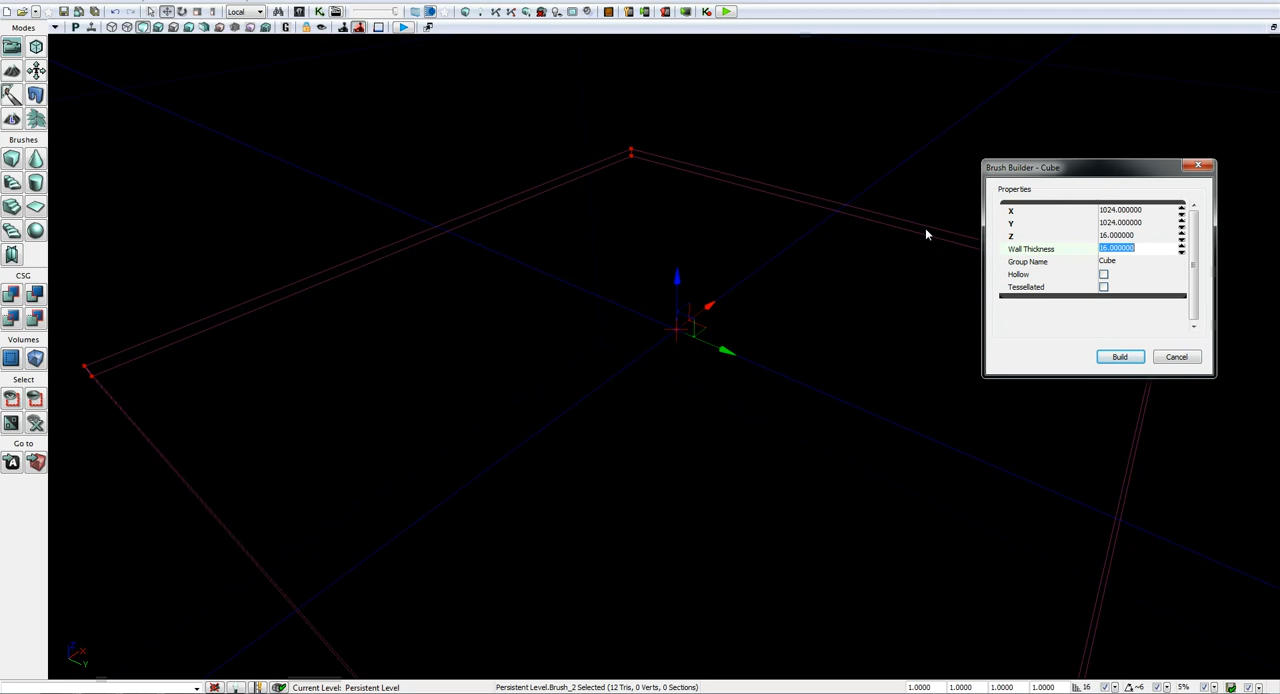 Local
Modes
P
G
Brushes
CSG
Volumes
Select
Go to
Brush Builder - Cube
Properties
X 1024.000000
Y 1024.000000
Z 16.000000
Wall Thickness 16.000000
Group Name Cube
Hollow
Tessellated
Build Cancel
Z
X
Y
Current Level: Persistent Level Persistent Level.Brush_2 Selected (12 Tris, 0 Verts, 0 Sections) 1.0000 1.0000 1.0000 1.0000 16 ~6 5%